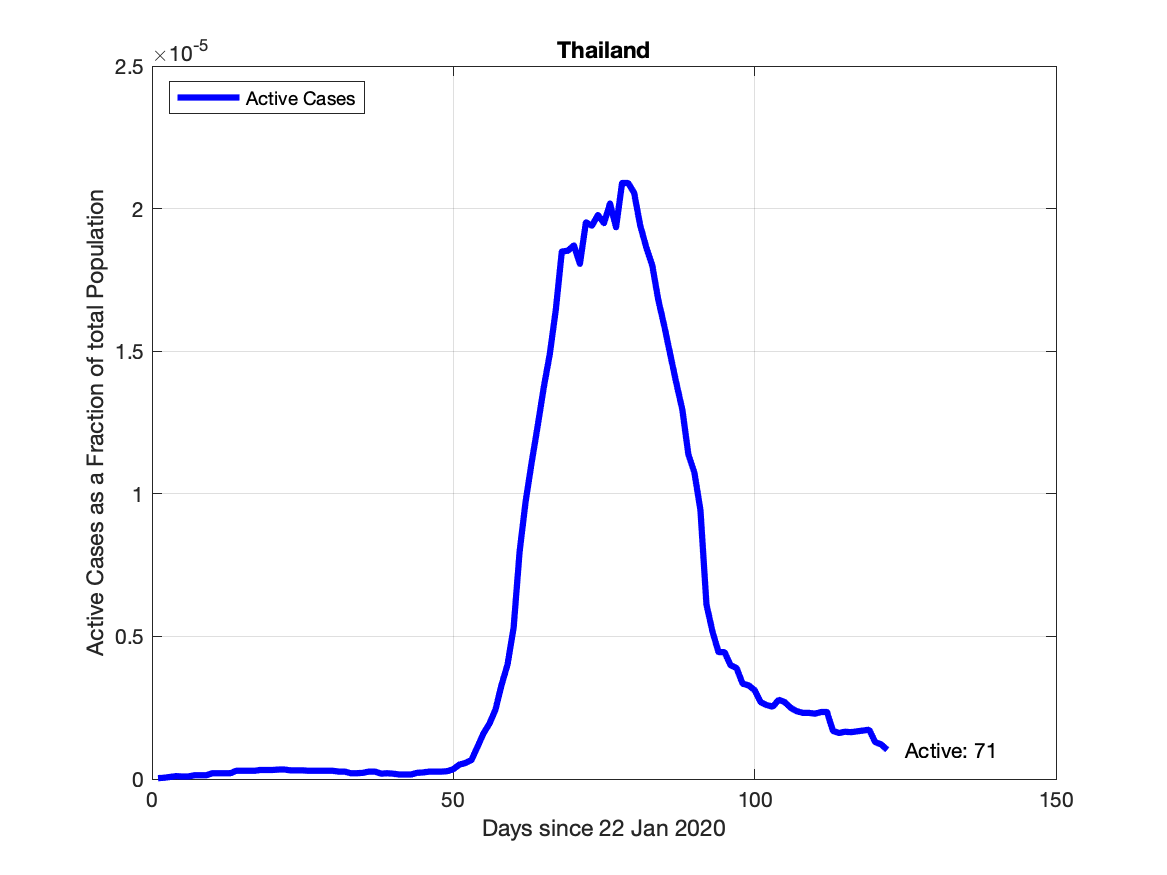 Thailand
×10-5
Active Cases
Active Cases as a Fraction of total Population
2.5
2
1.5
1
0.5
0
Active: 71
0 50 100 150
Days since 22 Jan 2020